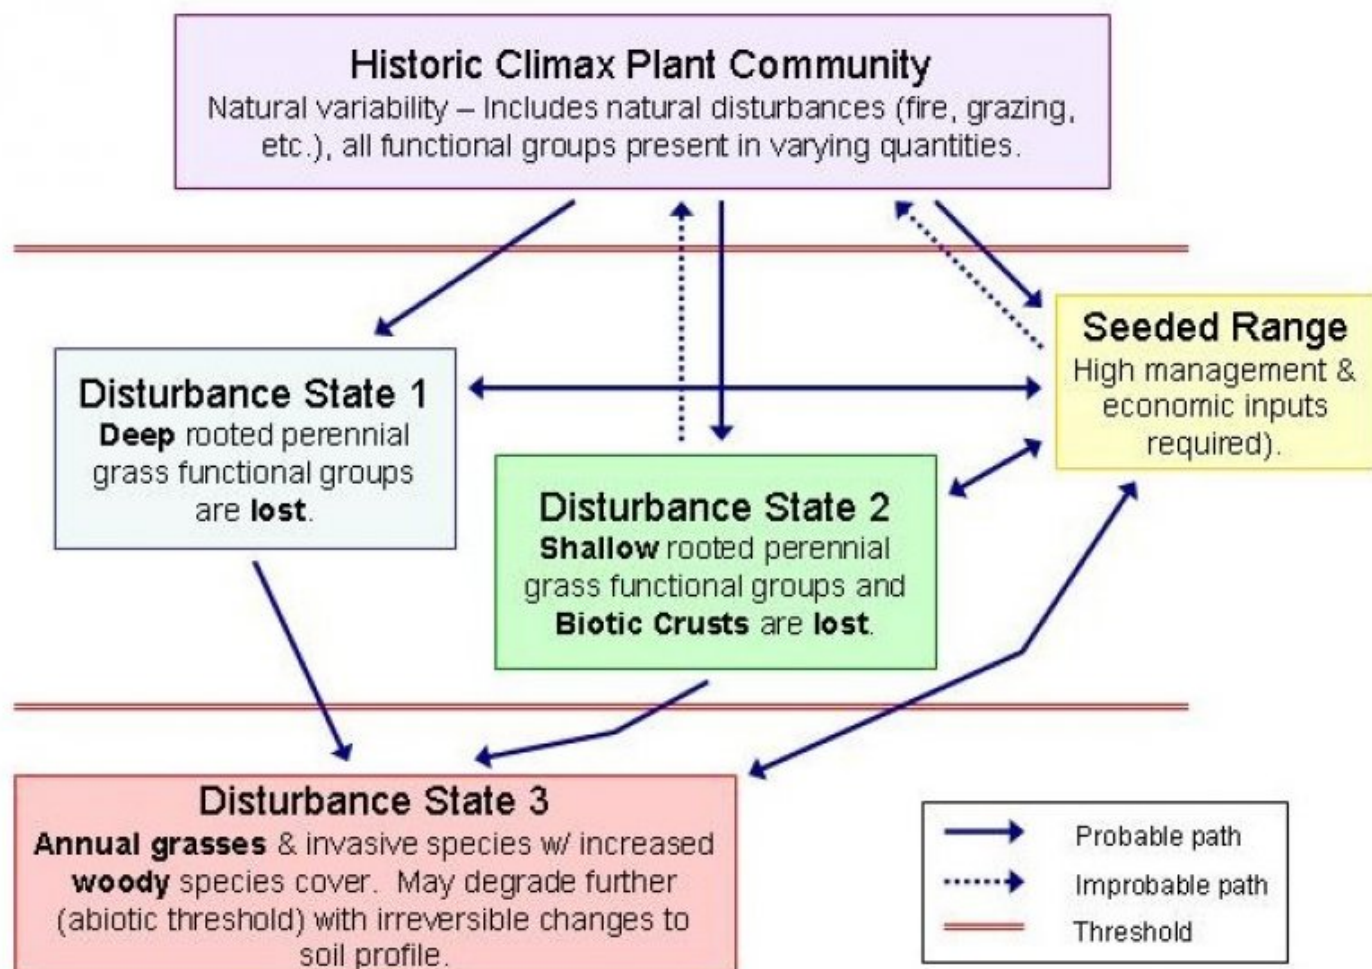 Historic Climax Plant Community
Natural variability – Includes natural disturbances (fire, grazing,
etc.), all functional groups present in varying quantities.
Disturbance State 1
Deep rooted perennial
grass functional groups
are lost.
Seeded Range
High management &
economic inputs
required).
Disturbance State 2
Shallow rooted perennial
grass functional groups and
Biotic Crusts are lost.
Disturbance State 3
Annual grasses & invasive species w/ increased
woody species cover. May degrade further
(abiotic threshold) with irreversible changes to
soil profile.
Probable path
Improbable path
Threshold